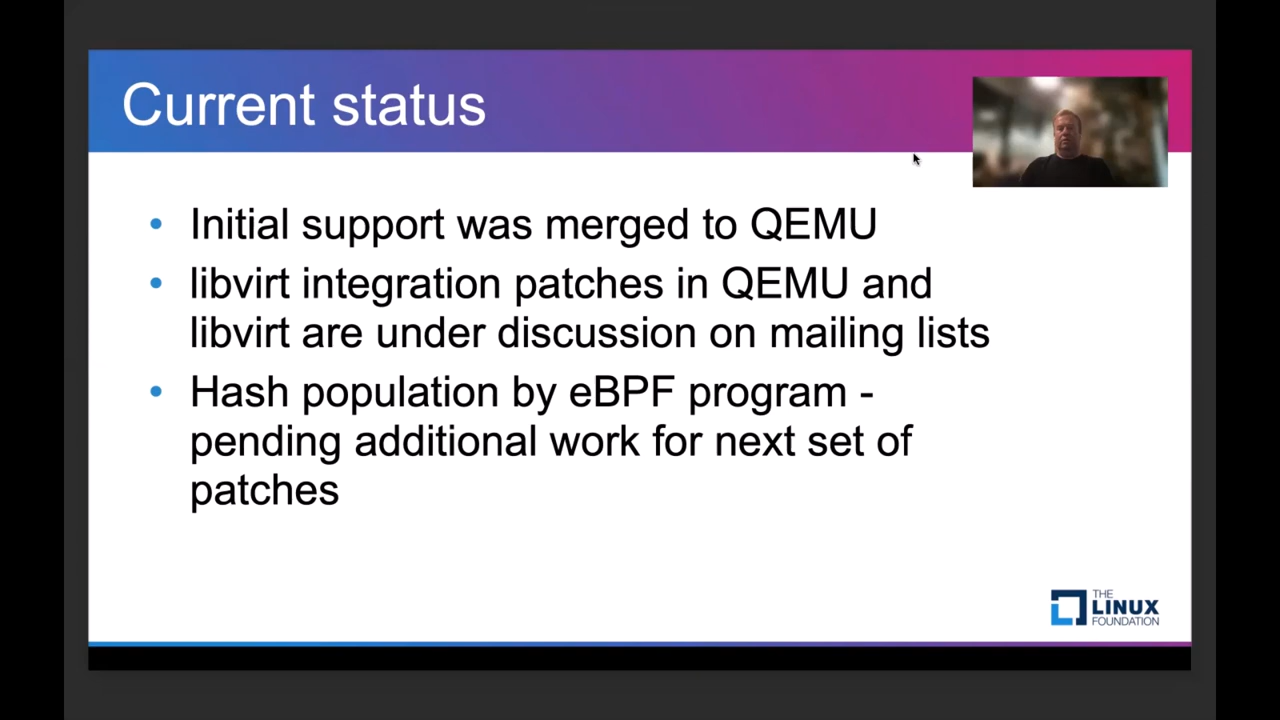 Current status
• Initial support was merged to QEMU
• libvirt integration patches in QEMU and
libvirt are under discussion on mailing lists
• Hash population by eBPF program -
pending additional work for next set of
patches
THE
LINUX
FOUNDATION